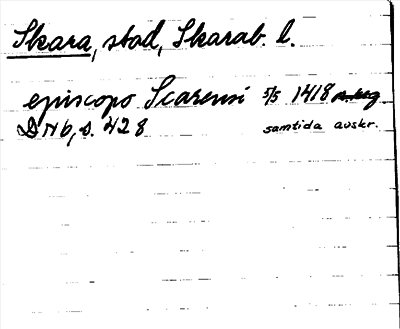 Skara, stad, Skarab. l.
episcopo Scarensi 5/5 1418
DN 6, s. 428 samtida avskr.